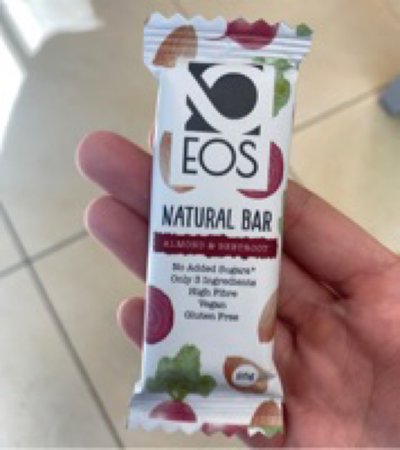 EOS
NATURAL BAR
ALMOND & BEETROOT
No Added Sugars*
Only 3 Ingredients
High Fibre
Vegan
Gluten Free